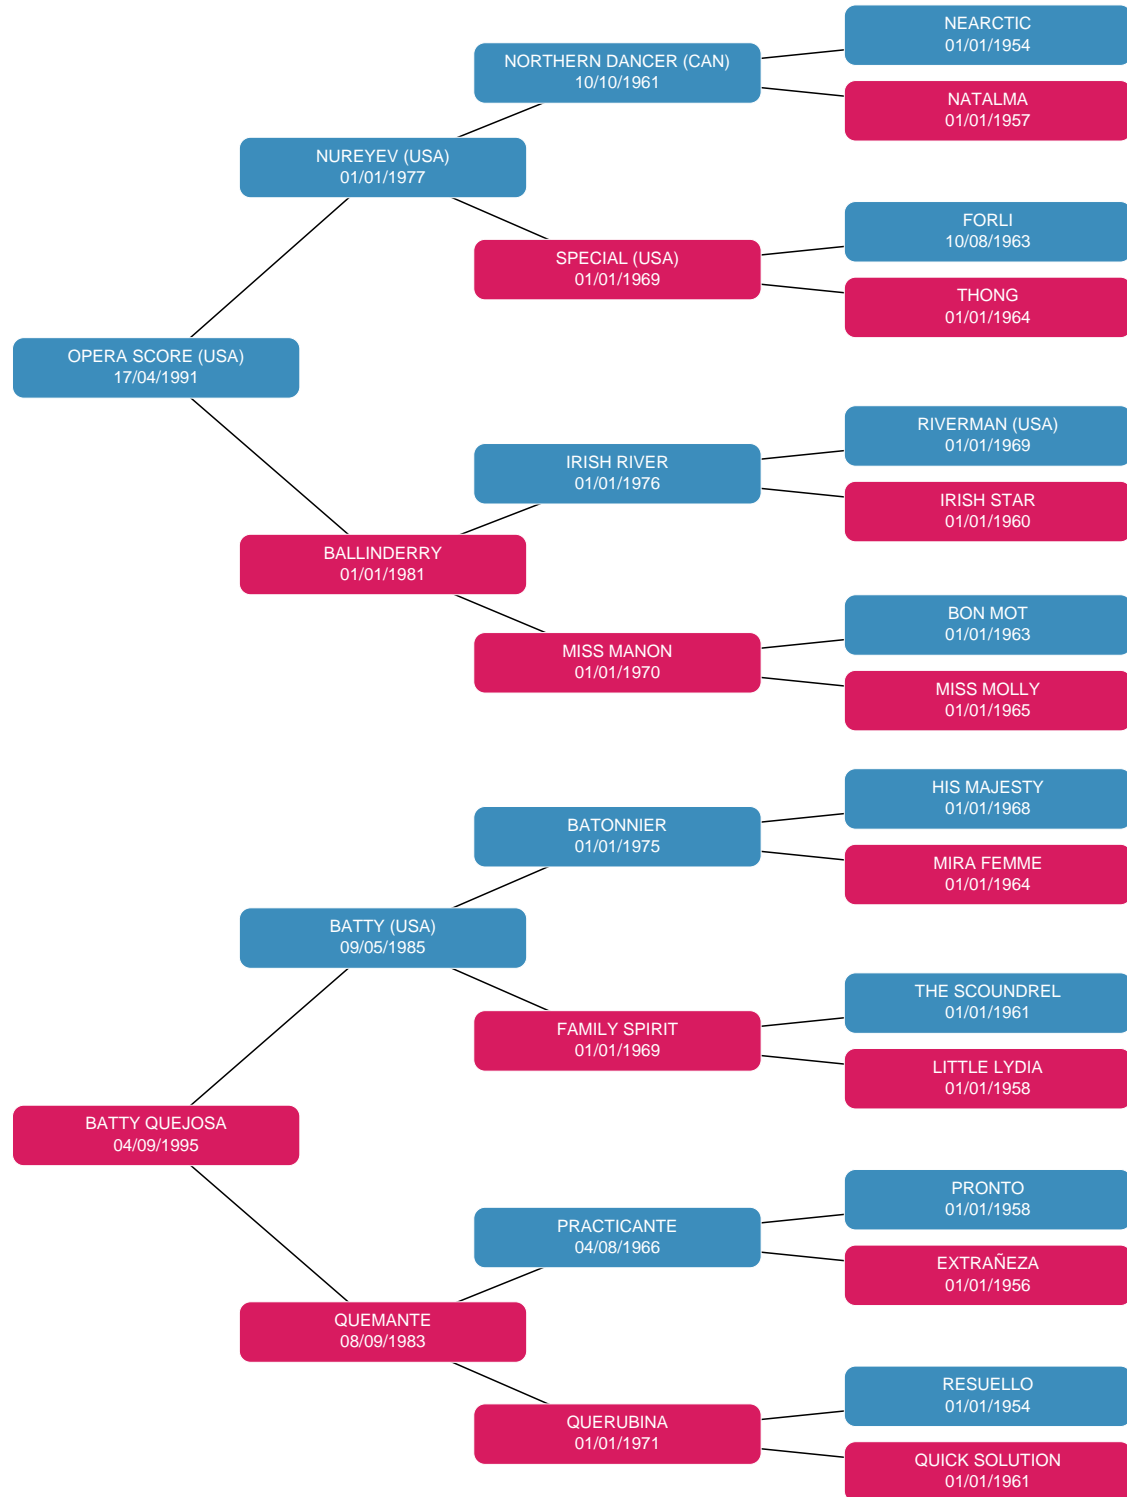 NEARCTIC
01/01/1954
NORTHERN DANCER (CAN)
10/10/1961
NATALMA
01/01/1957
NUREYEV (USA)
01/01/1977
FORLI
10/08/1963
SPECIAL (USA)
01/01/1969
THONG
01/01/1964
OPERA SCORE (USA)
17/04/1991
RIVERMAN (USA)
01/01/1969
IRISH RIVER
01/01/1976
IRISH STAR
01/01/1960
BALLINDERRY
01/01/1981
BON MOT
01/01/1963
MISS MANON
01/01/1970
MISS MOLLY
01/01/1965
HIS MAJESTY
01/01/1968
BATONNIER
01/01/1975
MIRA FEMME
01/01/1964
BATTY (USA)
09/05/1985
THE SCOUNDREL
01/01/1961
FAMILY SPIRIT
01/01/1969
LITTLE LYDIA
01/01/1958
BATTY QUEJOSA
04/09/1995
PRONTO
01/01/1958
PRACTICANTE
04/08/1966
EXTRAÑEZA
01/01/1956
QUEMANTE
08/09/1983
RESUELLO
01/01/1954
QUERUBINA
01/01/1971
QUICK SOLUTION
01/01/1961